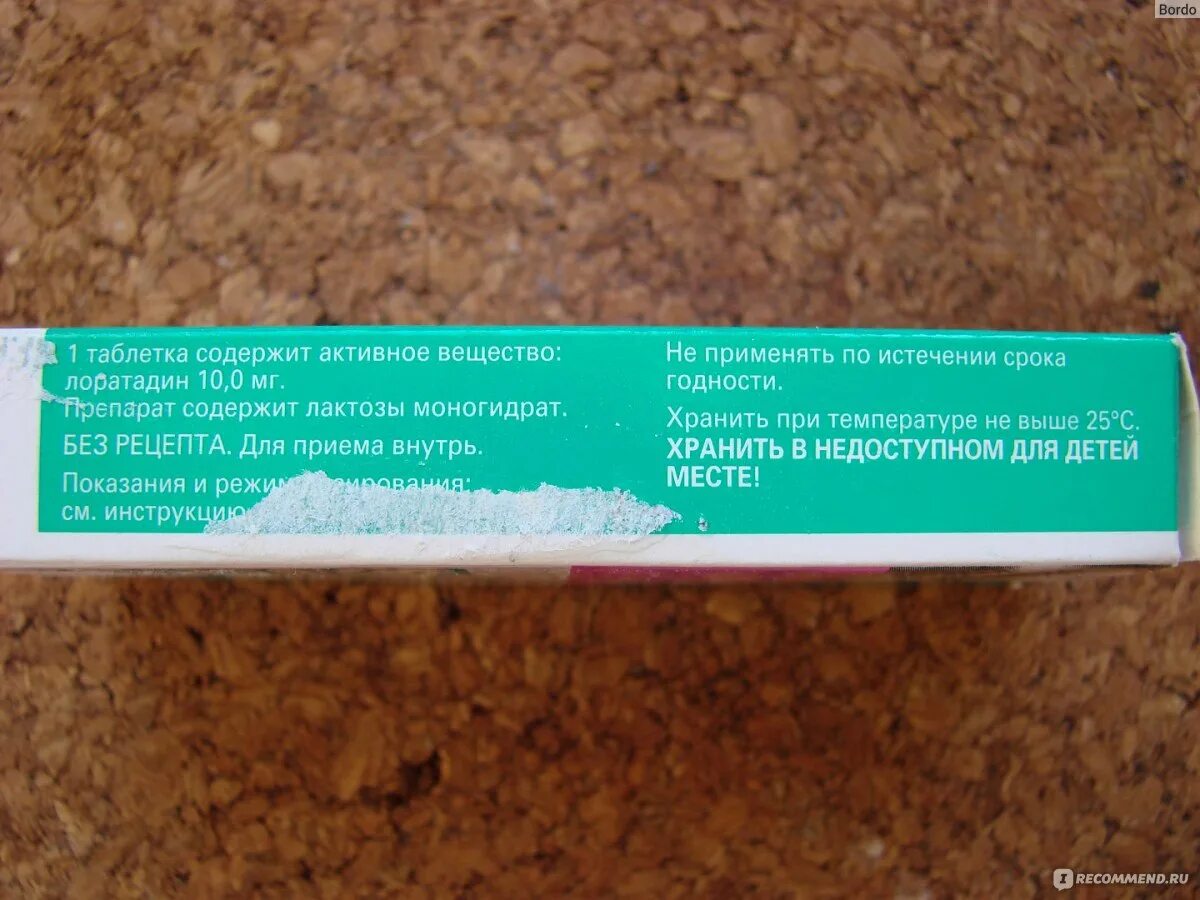 Bordo
1 таблетка содержит активное вещество:
лоратадин 10,0 мг.
Препарат содержит лактозы моногидрат.
БЕЗ РЕЦЕПТА. Для приема внутрь.
Показания и
см. инструкцию
Не применять по истечении срока
годности.
Хранить при температуре не выше 25°С.
ХРАНИТЬ В НЕДОСТУПНОМ ДЛЯ ДЕТЕЙ
МЕСТЕ!
IRECOMMEND.RU